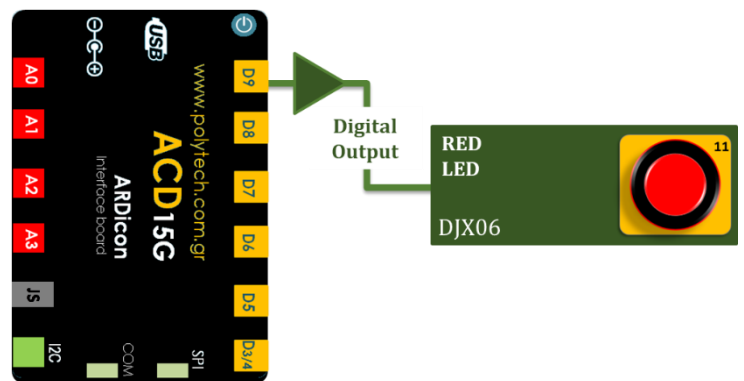 USB
A0
A1
A2
A3
JS
I2C
www.polytech.com.gr
ACD15G
ARDicon
Interface board
COM
SPI
D9
D8
D7
D6
D5
D3/4
Digital
Output
RED
LED
DJX06
11